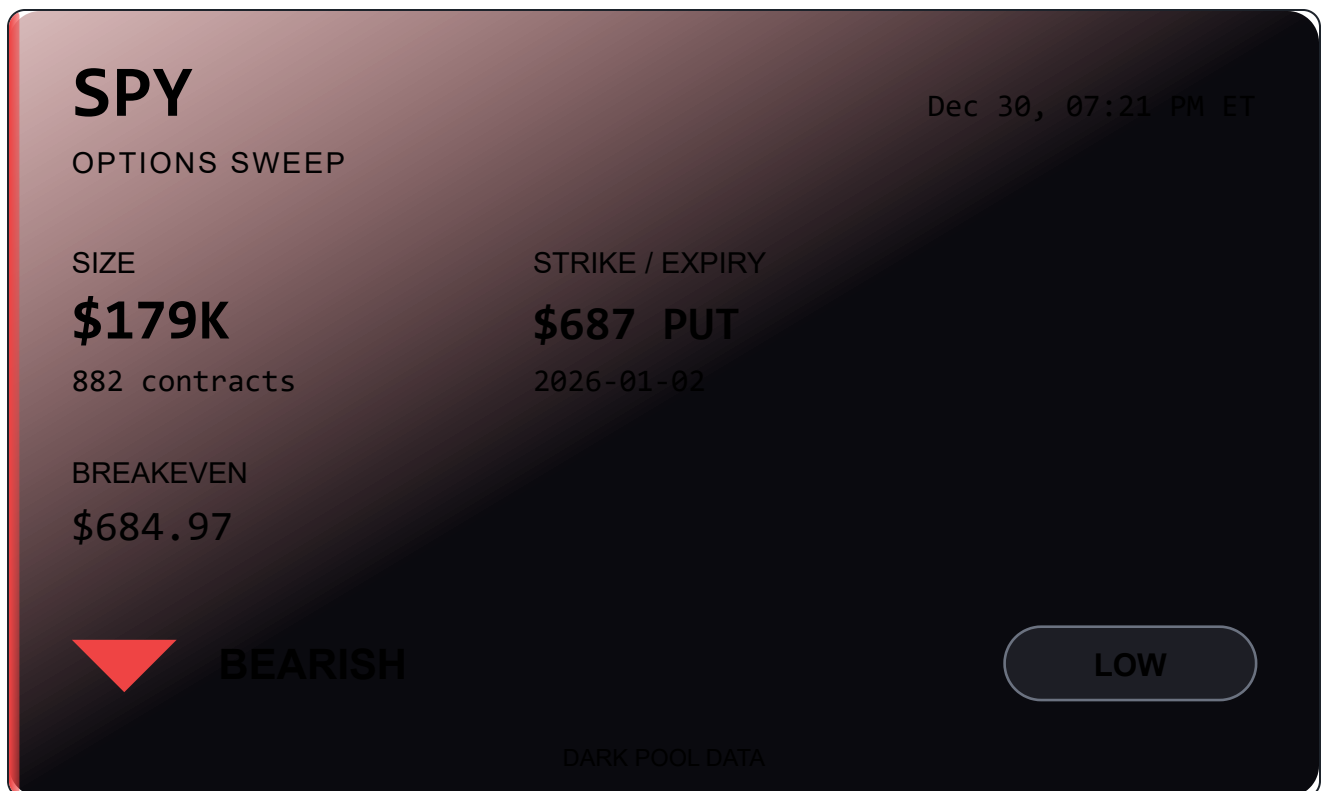 SPY
Dec 30, 07:21 PM ET
OPTIONS SWEEP
SIZE
STRIKE / EXPIRY
$179K
$687 PUT
882 contracts
2026-01-02
BREAKEVEN
$684.97
BEARISH
LOW
DARK POOL DATA